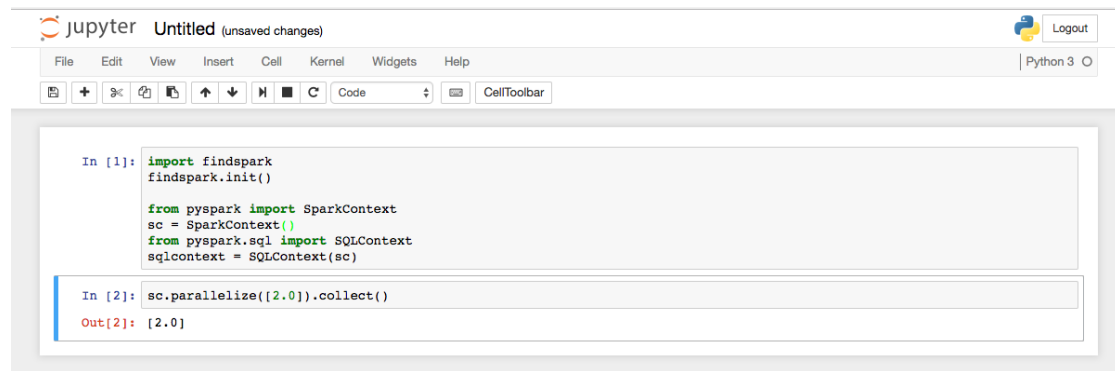 jupyter Untitled (unsaved changes) Logout
File Edit View Insert Cell Kernel Widgets Help Python 3
Code CellToolbar
In [1]: import findspark
findspark.init()
from pyspark import SparkContext
sc = SparkContext()
from pyspark.sql import SQLContext
sqlcontext = SQLContext(sc)
In [2]: sc.parallelize([2.0]).collect()
Out[2]: [2.0]